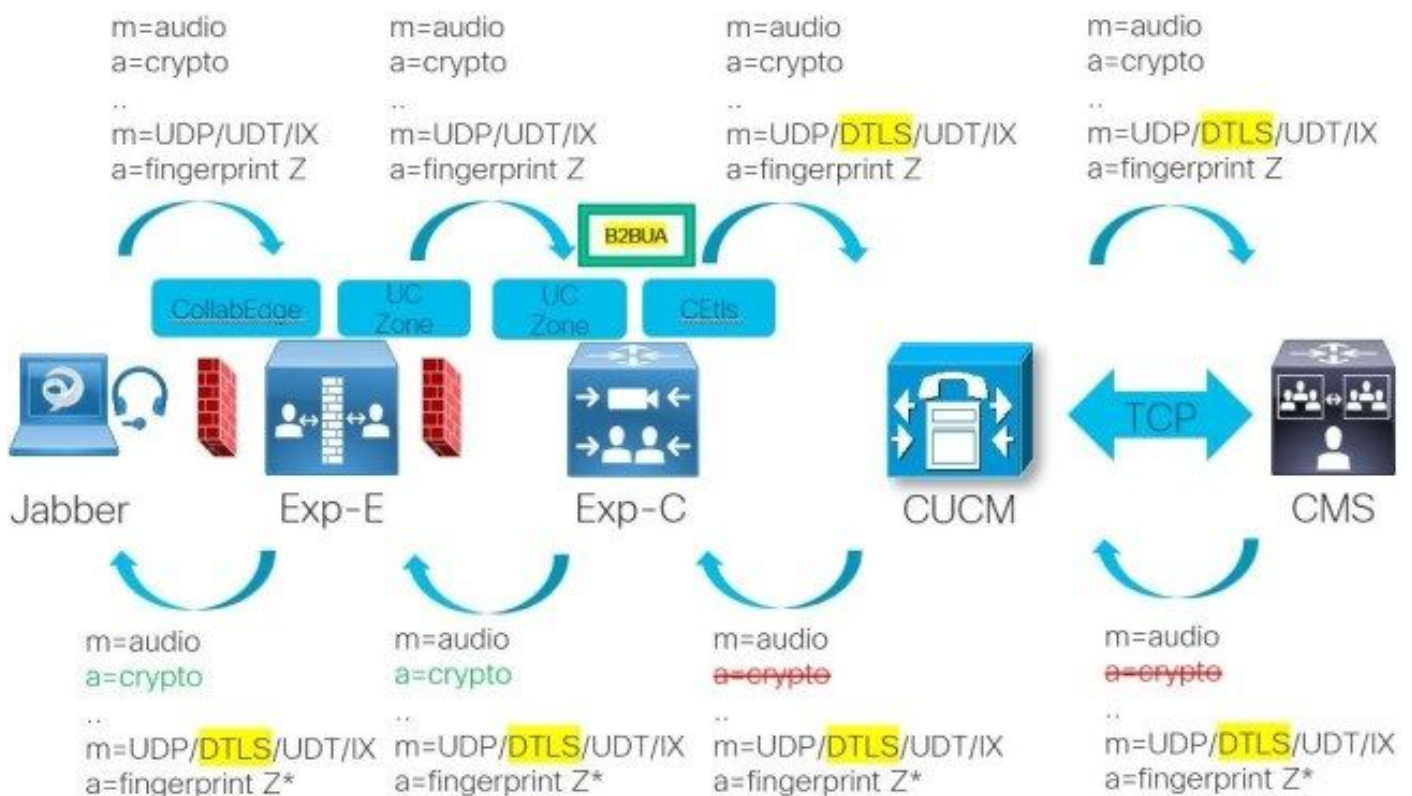 m=audio
a=crypto
..
m=UDP/UDT/IX
a=fingerprint Z
m=audio
a=crypto
..
m=UDP/UDT/IX
a=fingerprint Z
m=audio
a=crypto
..
m=UDP/DTLS/UDT/IX
a=fingerprint Z
m=audio
a=crypto
..
m=UDP/DTLS/UDT/IX
a=fingerprint Z
B2BUA
CollabEdge
UC
Zone
UC
Zone
CEtls
TCP
Jabber
Exp-E
Exp-C
CUCM
CMS
m=audio
a=crypto
..
m=UDP/DTLS/UDT/IX
a=fingerprint Z*
m=audio
a=crypto
..
m=UDP/DTLS/UDT/IX
a=fingerprint Z*
m=audio
a=crypto
..
m=UDP/DTLS/UDT/IX
a=fingerprint Z*
m=audio
a=crypto
..
m=UDP/DTLS/UDT/IX
a=fingerprint Z*